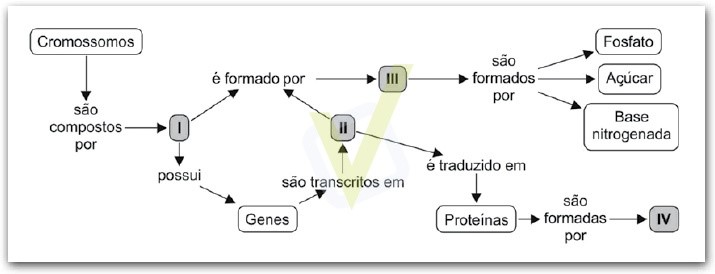 Cromossomos
são
compostos
por
I
é formado por
III
são
formados
por
Fosfato
Açúcar
Base
nitrogenada
possui
Genes
são transcritos em
ii
é traduzido em
Proteínas
são
formadas
por
IV